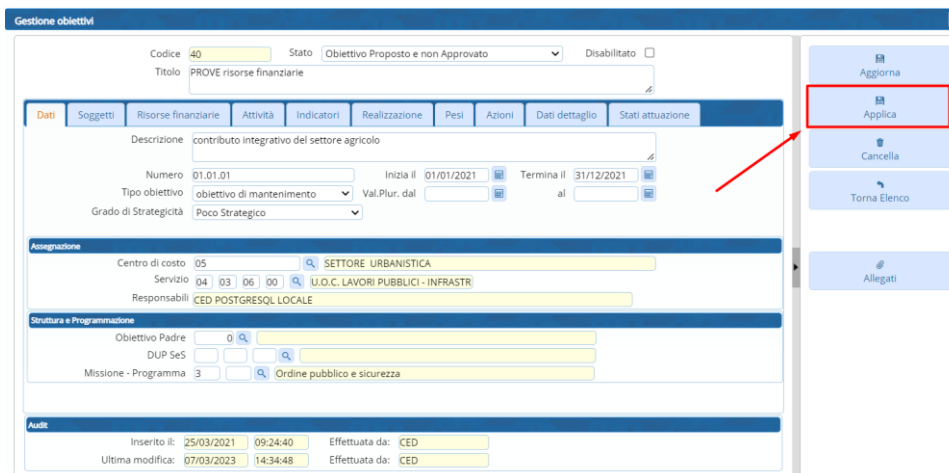 Gestione obiettivi
Codice 40 Stato Obiettivo Proposto e non Approvato Disabilitato
Titolo PROVE risorse finanziarie
Dati Soggetti Risorse finanziarie Attività Indicatori Realizzazione Pesi Azioni Dati dettaglio Stati attuazione
Descrizione contributo integrativo del settore agricolo
Numero 01.01.01 Inizia il 01/01/2021 Termina il 31/12/2021
Tipo obiettivo obiettivo di mantenimento Val.Plur. dal al
Grado di Strategicità Poco Strategico
Assegnazione
Centro di costo 05 SETTORE URBANISTICA
Servizio 04 03 06 00 U.O.C. LAVORI PUBBLICI - INFRASTR
Responsabili CED POSTGRESQL LOCALE
Struttura e Programmazione
Obiettivo Padre 0
DUP SeS
Missione - Programma 3 Ordine pubblico e sicurezza
Audit
Inserito il: 25/03/2021 09:24:40 Effettuata da: CED
Ultima modifica: 07/03/2023 14:34:48 Effettuata da: CED
Aggiorna
Applica
Cancella
Torna Elenco
Allegati